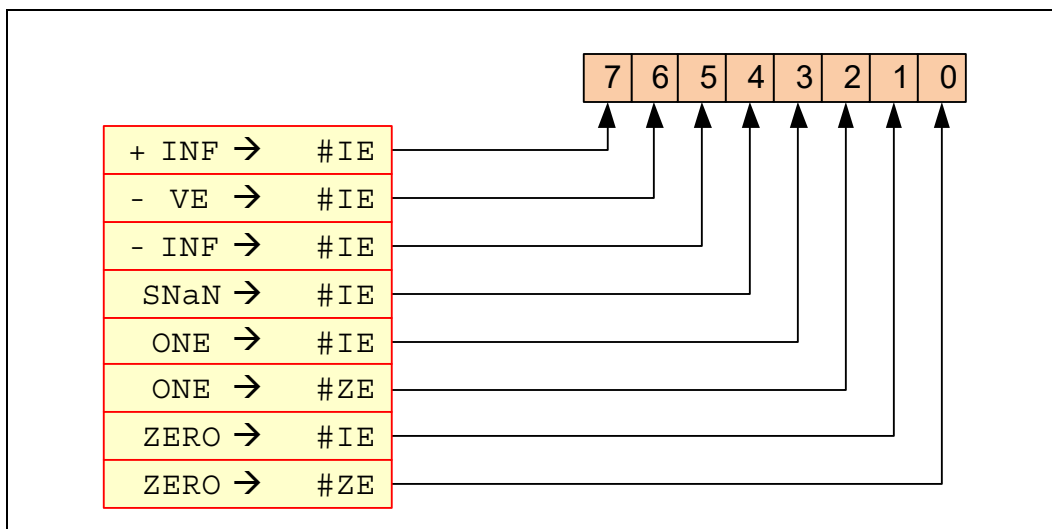 7 6 5 4 3 2 1 0
+ INF → #IE
- VE → #IE
- INF → #IE
SNaN → #IE
ONE → #IE
ONE → #ZE
ZERO → #IE
ZERO → #ZE